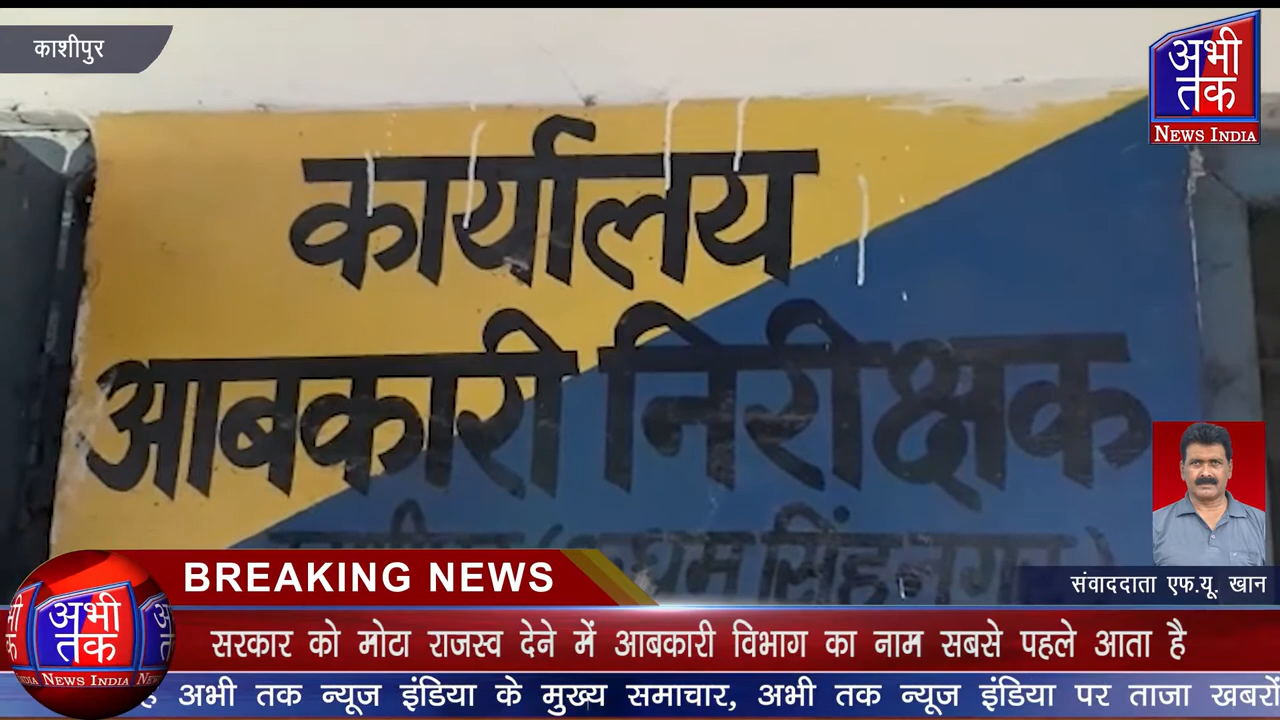 काशीपुर
अभी
तक
NEWS INDIA
कार्यालय
आबकारी निरीक्षक
सिंह
BREAKING NEWS
संवाददाता एफ.यू. खान
अभी
तक
NEWS INDIA
सरकार को मोटा राजस्व देने में आबकारी विभाग का नाम सबसे पहले आता है
अभी तक न्यूज इंडिया के मुख्य समाचार, अभी तक न्यूज इंडिया पर ताजा खबरों